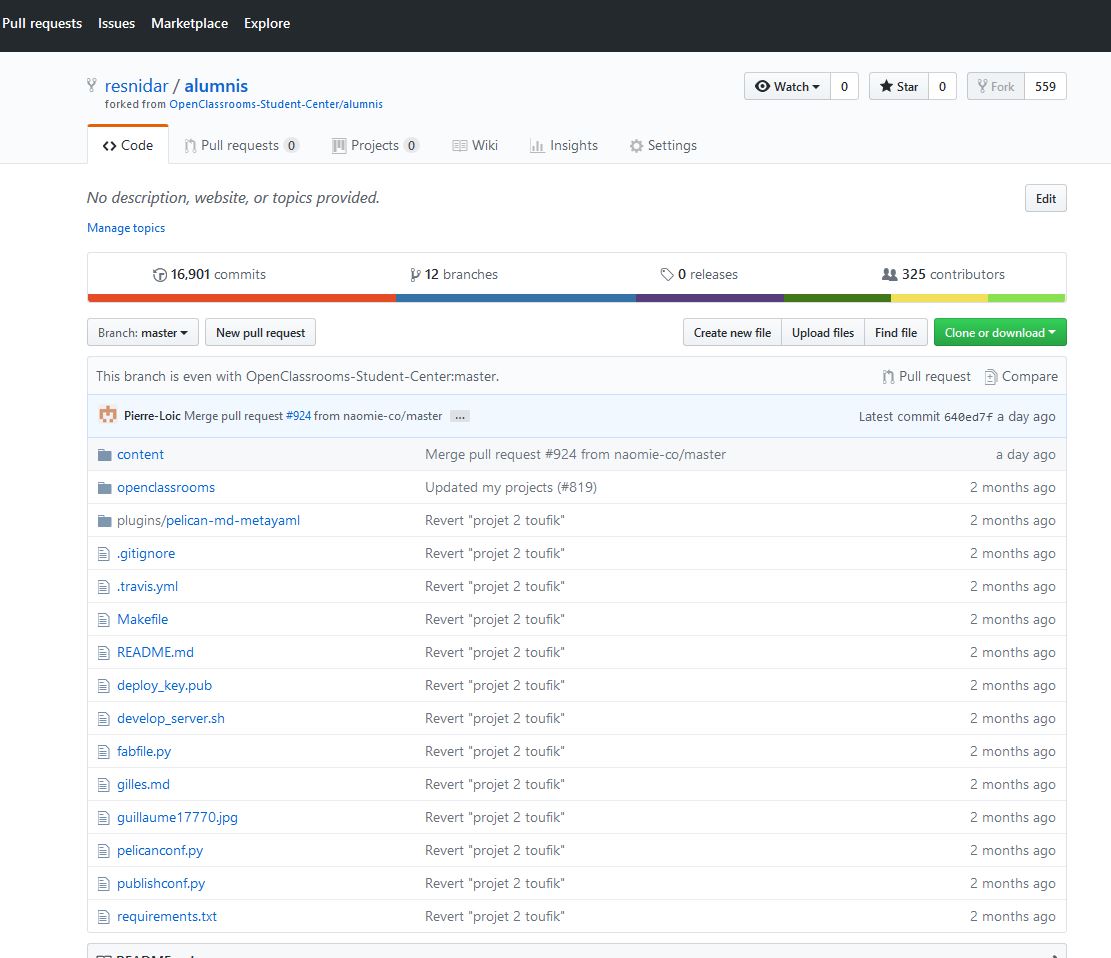 Pull requests Issues Marketplace Explore
resnidar / alumnis Watch 0 Star 0 Fork 559
forked from OpenClassrooms-Student-Center/alumnis
Code Pull requests 0 Projects 0 Wiki Insights Settings
No description, website, or topics provided. Edit
Manage topics
16,901 commits 12 branches 0 releases 325 contributors
Branch: master New pull request Create new file Upload files Find file Clone or download
This branch is even with OpenClassrooms-Student-Center:master. Pull request Compare
Pierre-Loic Merge pull request #924 from naomie-co/master ... Latest commit 640ed7f a day ago
content Merge pull request #924 from naomie-co/master a day ago
openclassrooms Updated my projects (#819) 2 months ago
plugins/pelican-md-metayaml Revert "projet 2 toufik" 2 months ago
.gitignore Revert "projet 2 toufik" 2 months ago
.travis.yml Revert "projet 2 toufik" 2 months ago
Makefile Revert "projet 2 toufik" 2 months ago
README.md Revert "projet 2 toufik" 2 months ago
deploy_key.pub Revert "projet 2 toufik" 2 months ago
develop_server.sh Revert "projet 2 toufik" 2 months ago
fabfile.py Revert "projet 2 toufik" 2 months ago
gilles.md Revert "projet 2 toufik" 2 months ago
guillaume17770.jpg Revert "projet 2 toufik" 2 months ago
pelicanconf.py Revert "projet 2 toufik" 2 months ago
publishconf.py Revert "projet 2 toufik" 2 months ago
requirements.txt Revert "projet 2 toufik" 2 months ago